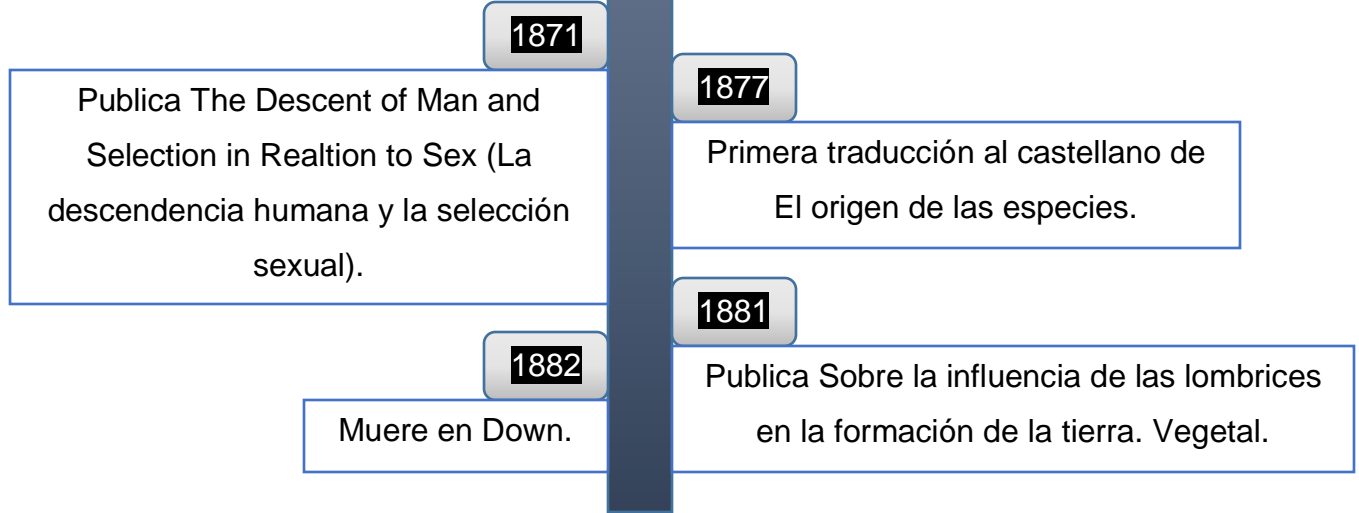 1871
Publica The Descent of Man and
Selection in Realtion to Sex (La
descendencia humana y la selección
sexual).
1877
Primera traducción al castellano de
El origen de las especies.
1881
Publica Sobre la influencia de las lombrices
en la formación de la tierra. Vegetal.
1882
Muere en Down.